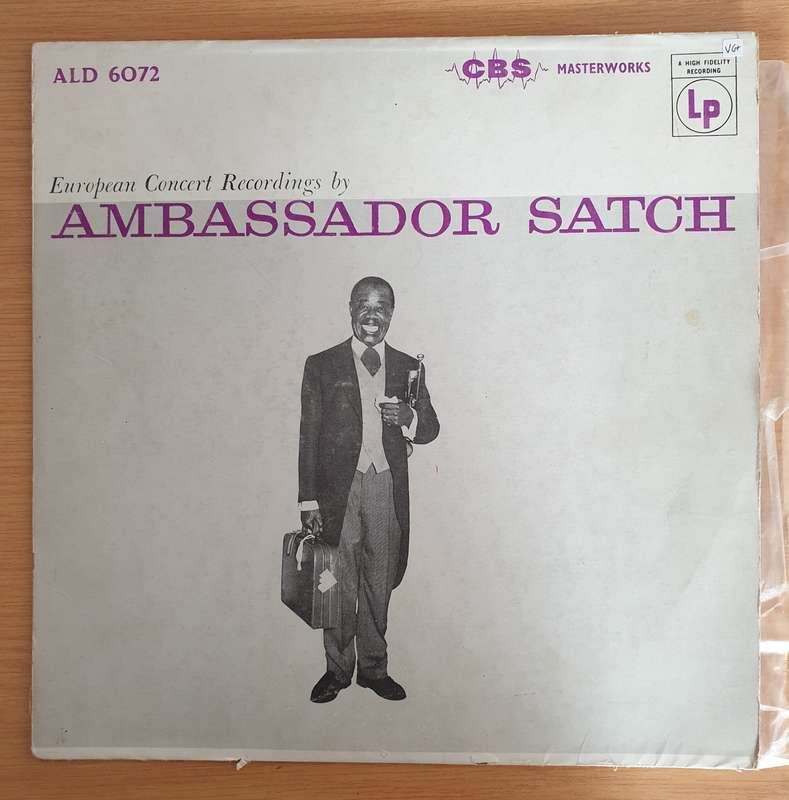 VG+
ALD 6072
CBS MASTERWORKS
A HIGH FIDELITY
RECORDING
LP
European Concert Recordings by
AMBASSADOR SATCH